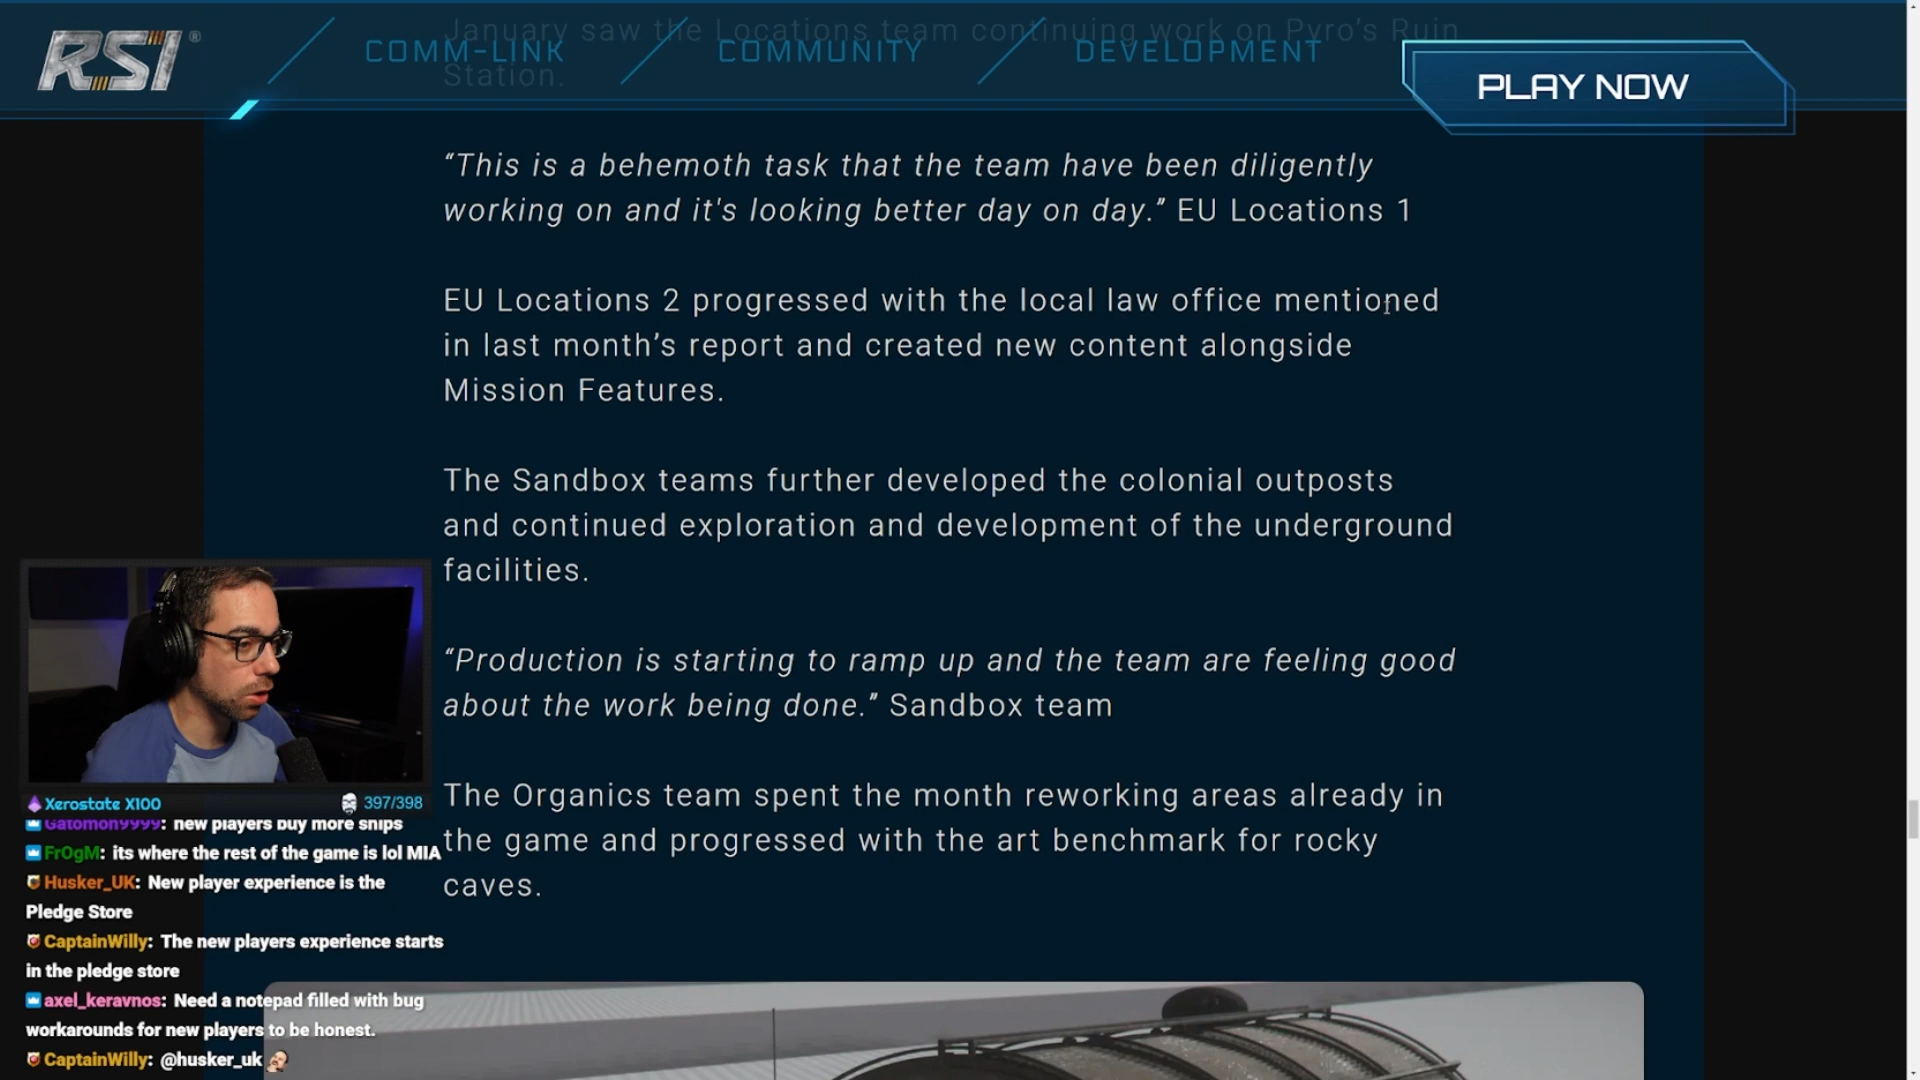 January saw the Locations team continuing work on Pyro's Ruin
Station.
RSI®
COMM-LINK
COMMUNITY
DEVELOPMENT
PLAY NOW
“This is a behemoth task that the team have been diligently
working on and it's looking better day on day.” EU Locations 1
EU Locations 2 progressed with the local law office mentioned
in last month’s report and created new content alongside
Mission Features.
The Sandbox teams further developed the colonial outposts
and continued exploration and development of the underground
facilities.
“Production is starting to ramp up and the team are feeling good
about the work being done.” Sandbox team
The Organics team spent the month reworking areas already in
the game and progressed with the art benchmark for rocky
caves.
Xerostate X100
397/398
Gatomon9999: new players buy more ships
FrOgM: its where the rest of the game is lol MIA
Husker_UK: New player experience is the
Pledge Store
CaptainWilly: The new players experience starts
in the pledge store
axel_keravnos: Need a notepad filled with bug
workarounds for new players to be honest.
CaptainWilly: @husker_uk